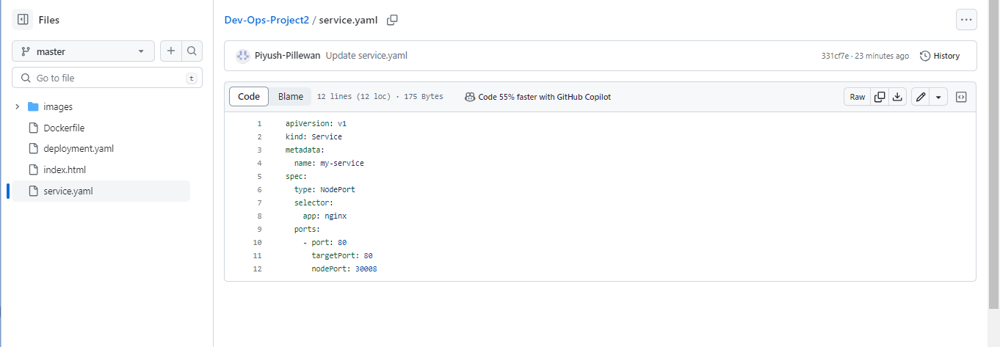 Files
master
Go to file
t
images
Dockerfile
deployment.yaml
index.html
service.yaml
Dev-Ops-Project2 / service.yaml
Piyush-Pillewan Update service.yaml
331cf7e · 23 minutes ago
History
Code
Blame
12 lines (12 loc) · 175 Bytes
Code 55% faster with GitHub Copilot
Raw
1 apiVersion: v1
2 kind: Service
3 metadata:
4   name: my-service
5 spec:
6   type: NodePort
7   selector:
8     app: nginx
9   ports:
10     - port: 80
11       targetPort: 80
12       nodePort: 30008